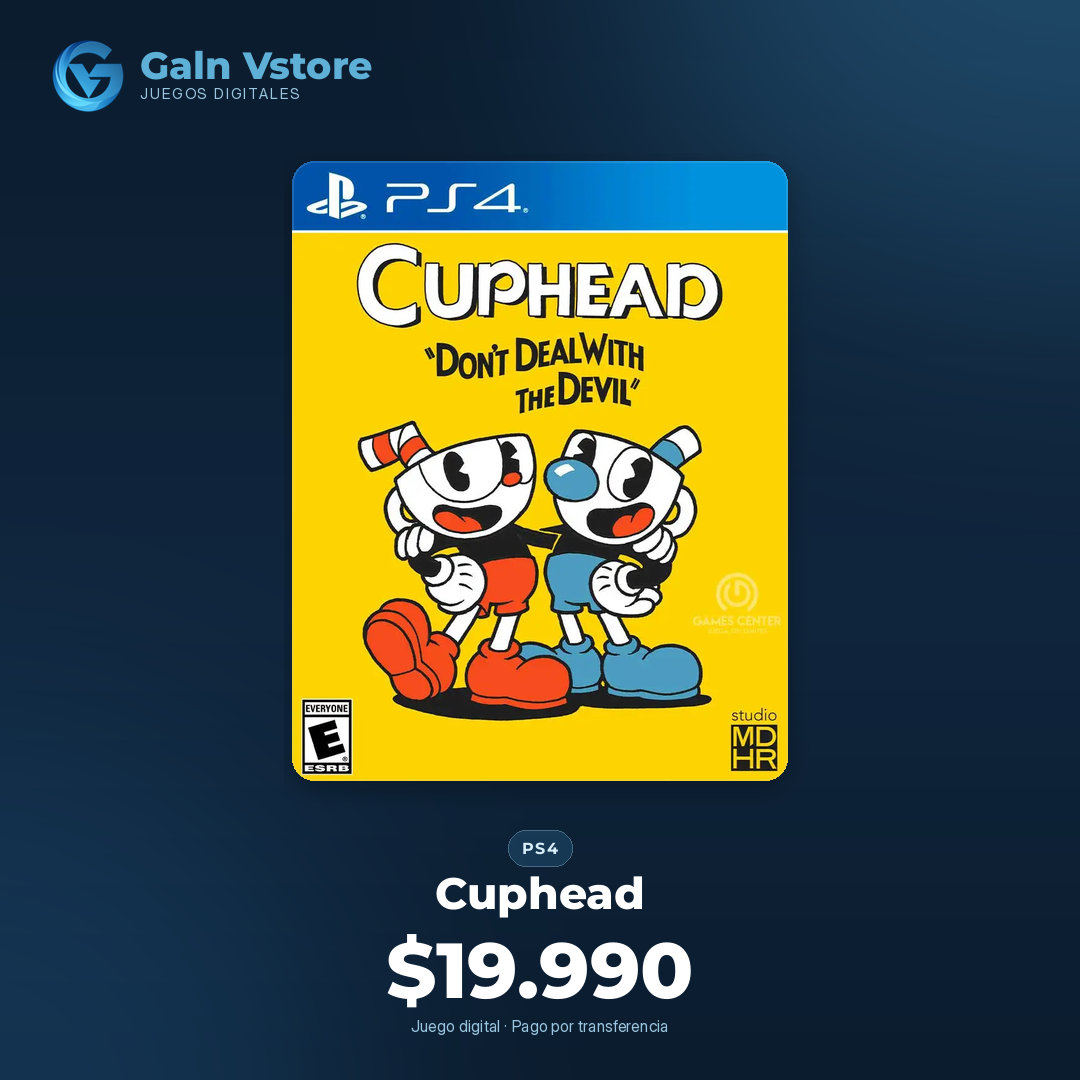 GaIn Vstore
JUEGOS DIGITALES
PS4
CUPHEAD
"DON'T DEAL WITH
THE DEVIL"
GAMES CENTER
EVERYONE
E
ESRB
studio
MD
HR
PS4
Cuphead
$19.990
Juego digital · Pago por transferencia